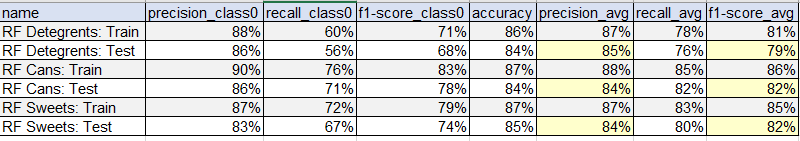 name precision_class0 recall_class0 f1-score_class0 accuracy precision_avg recall_avg f1-score_avg
RF Detegrents: Train 88% 60% 71% 86% 87% 78% 81%
RF Detegrents: Test 86% 56% 68% 84% 85% 76% 79%
RF Cans: Train 90% 76% 83% 87% 88% 85% 86%
RF Cans: Test 86% 71% 78% 84% 84% 82% 82%
RF Sweets: Train 87% 72% 79% 87% 87% 83% 85%
RF Sweets: Test 83% 67% 74% 85% 84% 80% 82%